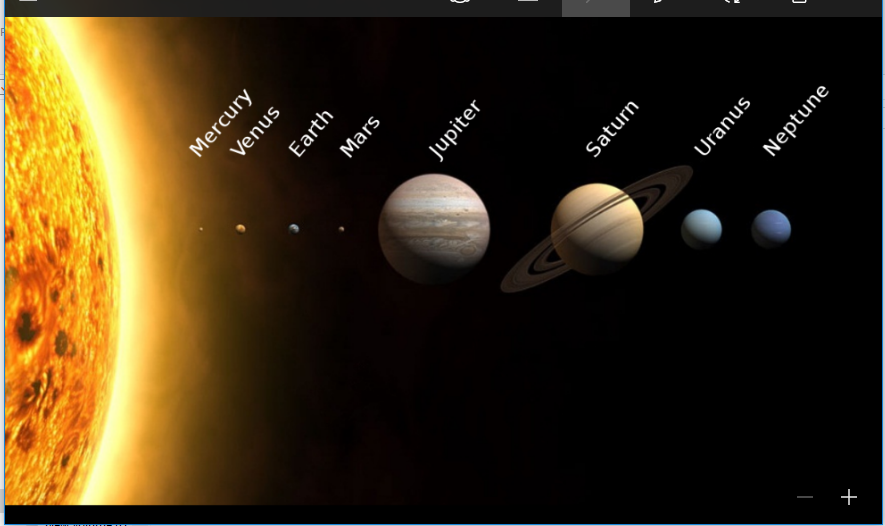 Mercury
Venus
Earth
Mars
Jupiter
Saturn
Uranus
Neptune